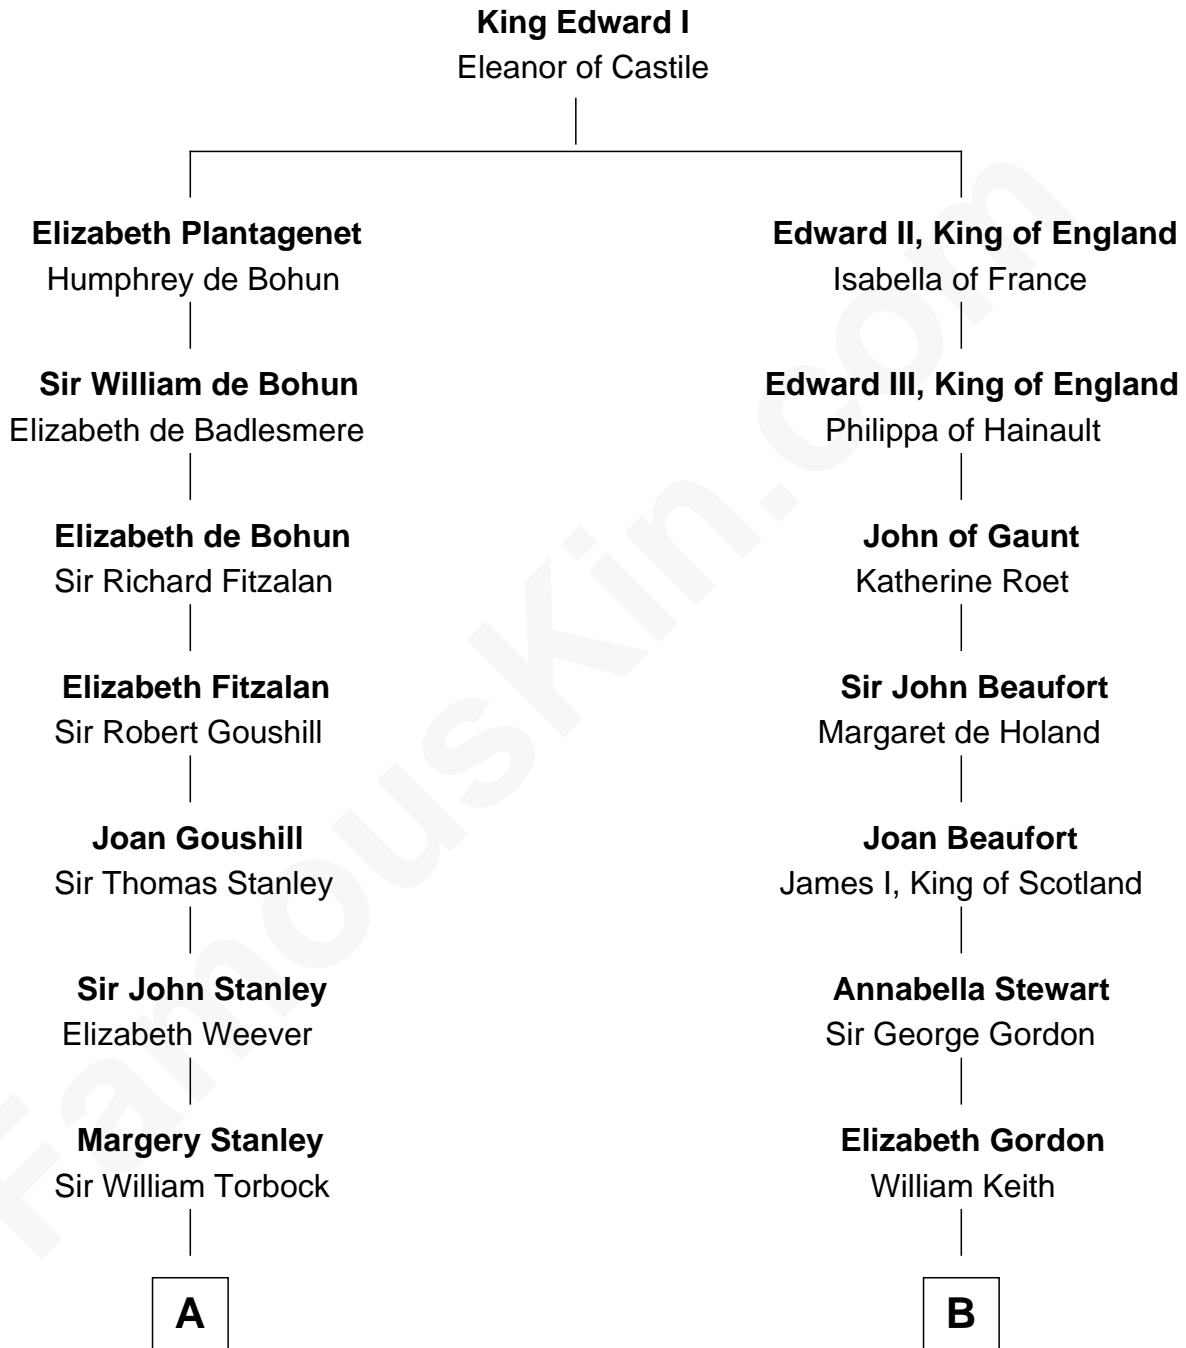 King Edward I
Eleanor of Castile
Elizabeth Plantagenet
Humphrey de Bohun
Edward II, King of England
Isabella of France
Sir William de Bohun
Elizabeth de Badlesmere
Edward III, King of England
Philippa of Hainault
Elizabeth de Bohun
Sir Richard Fitzalan
John of Gaunt
Katherine Roet
Elizabeth Fitzalan
Sir Robert Goushill
Sir John Beaufort
Margaret de Holand
Joan Goushill
Sir Thomas Stanley
Joan Beaufort
James I, King of Scotland
Sir John Stanley
Elizabeth Weever
Annabella Stewart
Sir George Gordon
Margery Stanley
Sir William Torbock
Elizabeth Gordon
William Keith
A
B
FamousKin.com